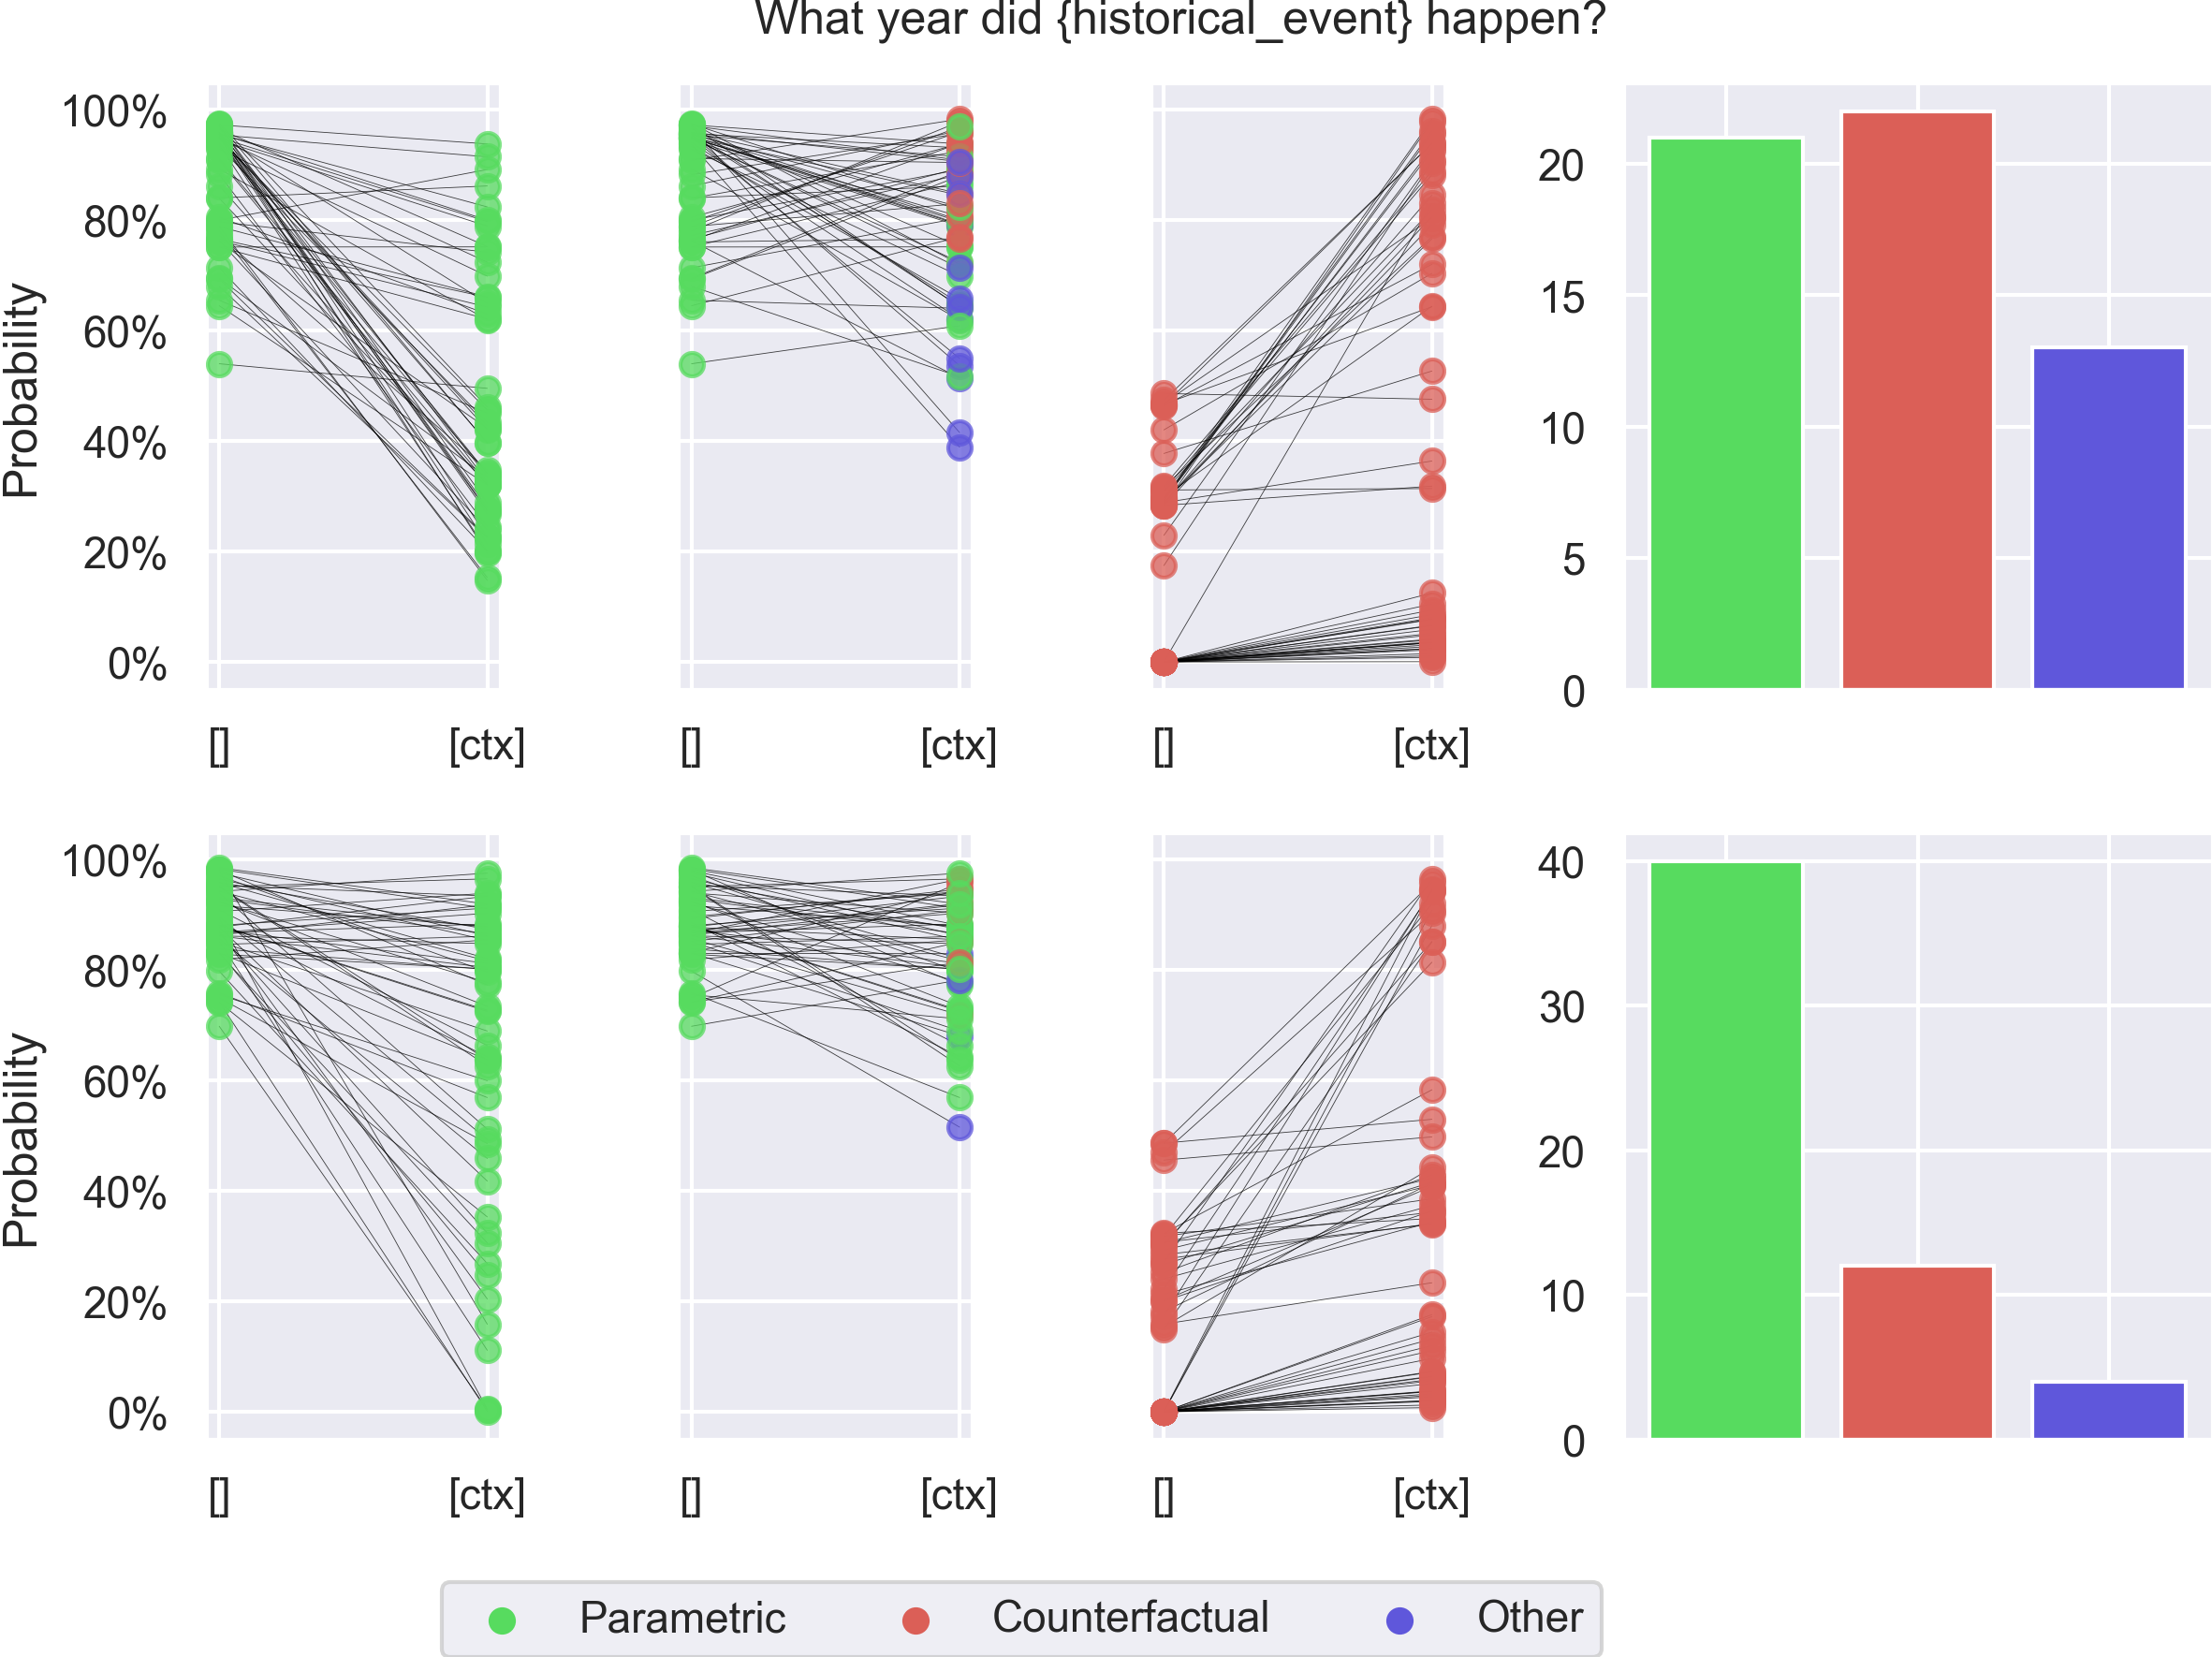 What year did {historical_event} happen?
Probability
100%
80%
60%
40%
20%
0%
[]
[ctx]
[]
[ctx]
[]
[ctx]
20
15
10
5
0
Probability
100%
80%
60%
40%
20%
0%
[]
[ctx]
[]
[ctx]
[]
[ctx]
40
30
20
10
0
Parametric
Counterfactual
Other